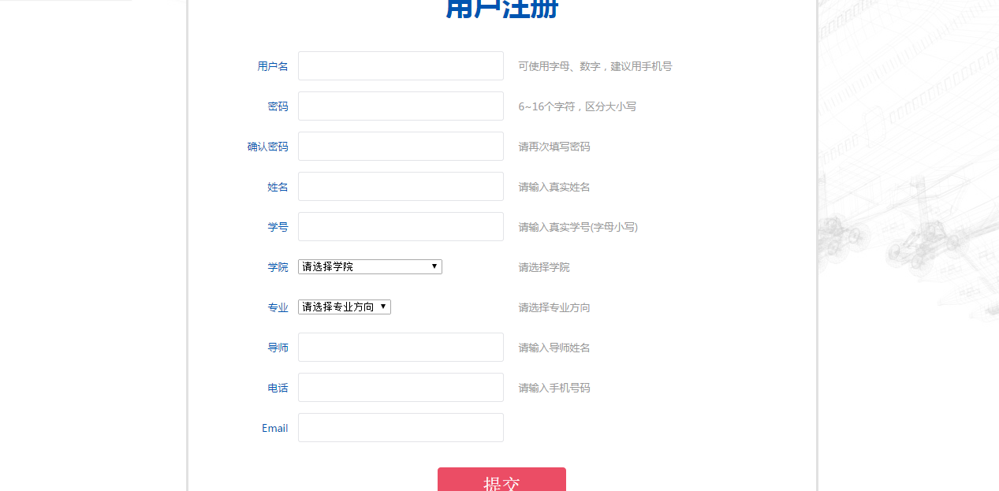 用户注册
用户名 可使用字母、数字，建议用手机号
密码 6~16个字符，区分大小写
确认密码 请再次填写密码
姓名 请输入真实姓名
学号 请输入真实学号(字母小写)
学院 请选择学院 请选择学院
专业 请选择专业方向 请选择专业方向
导师 请输入导师姓名
电话 请输入手机号码
Email
提交